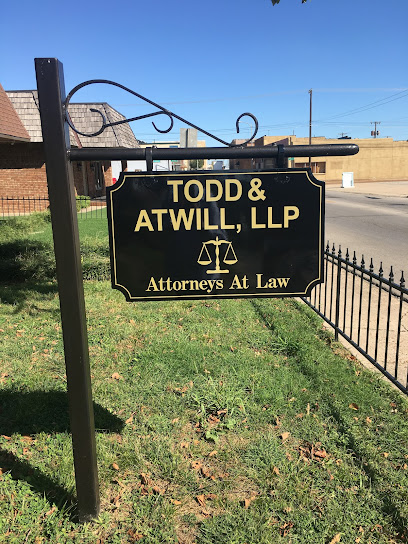 TODD &
ATWILL, LLP
Attorneys At Law